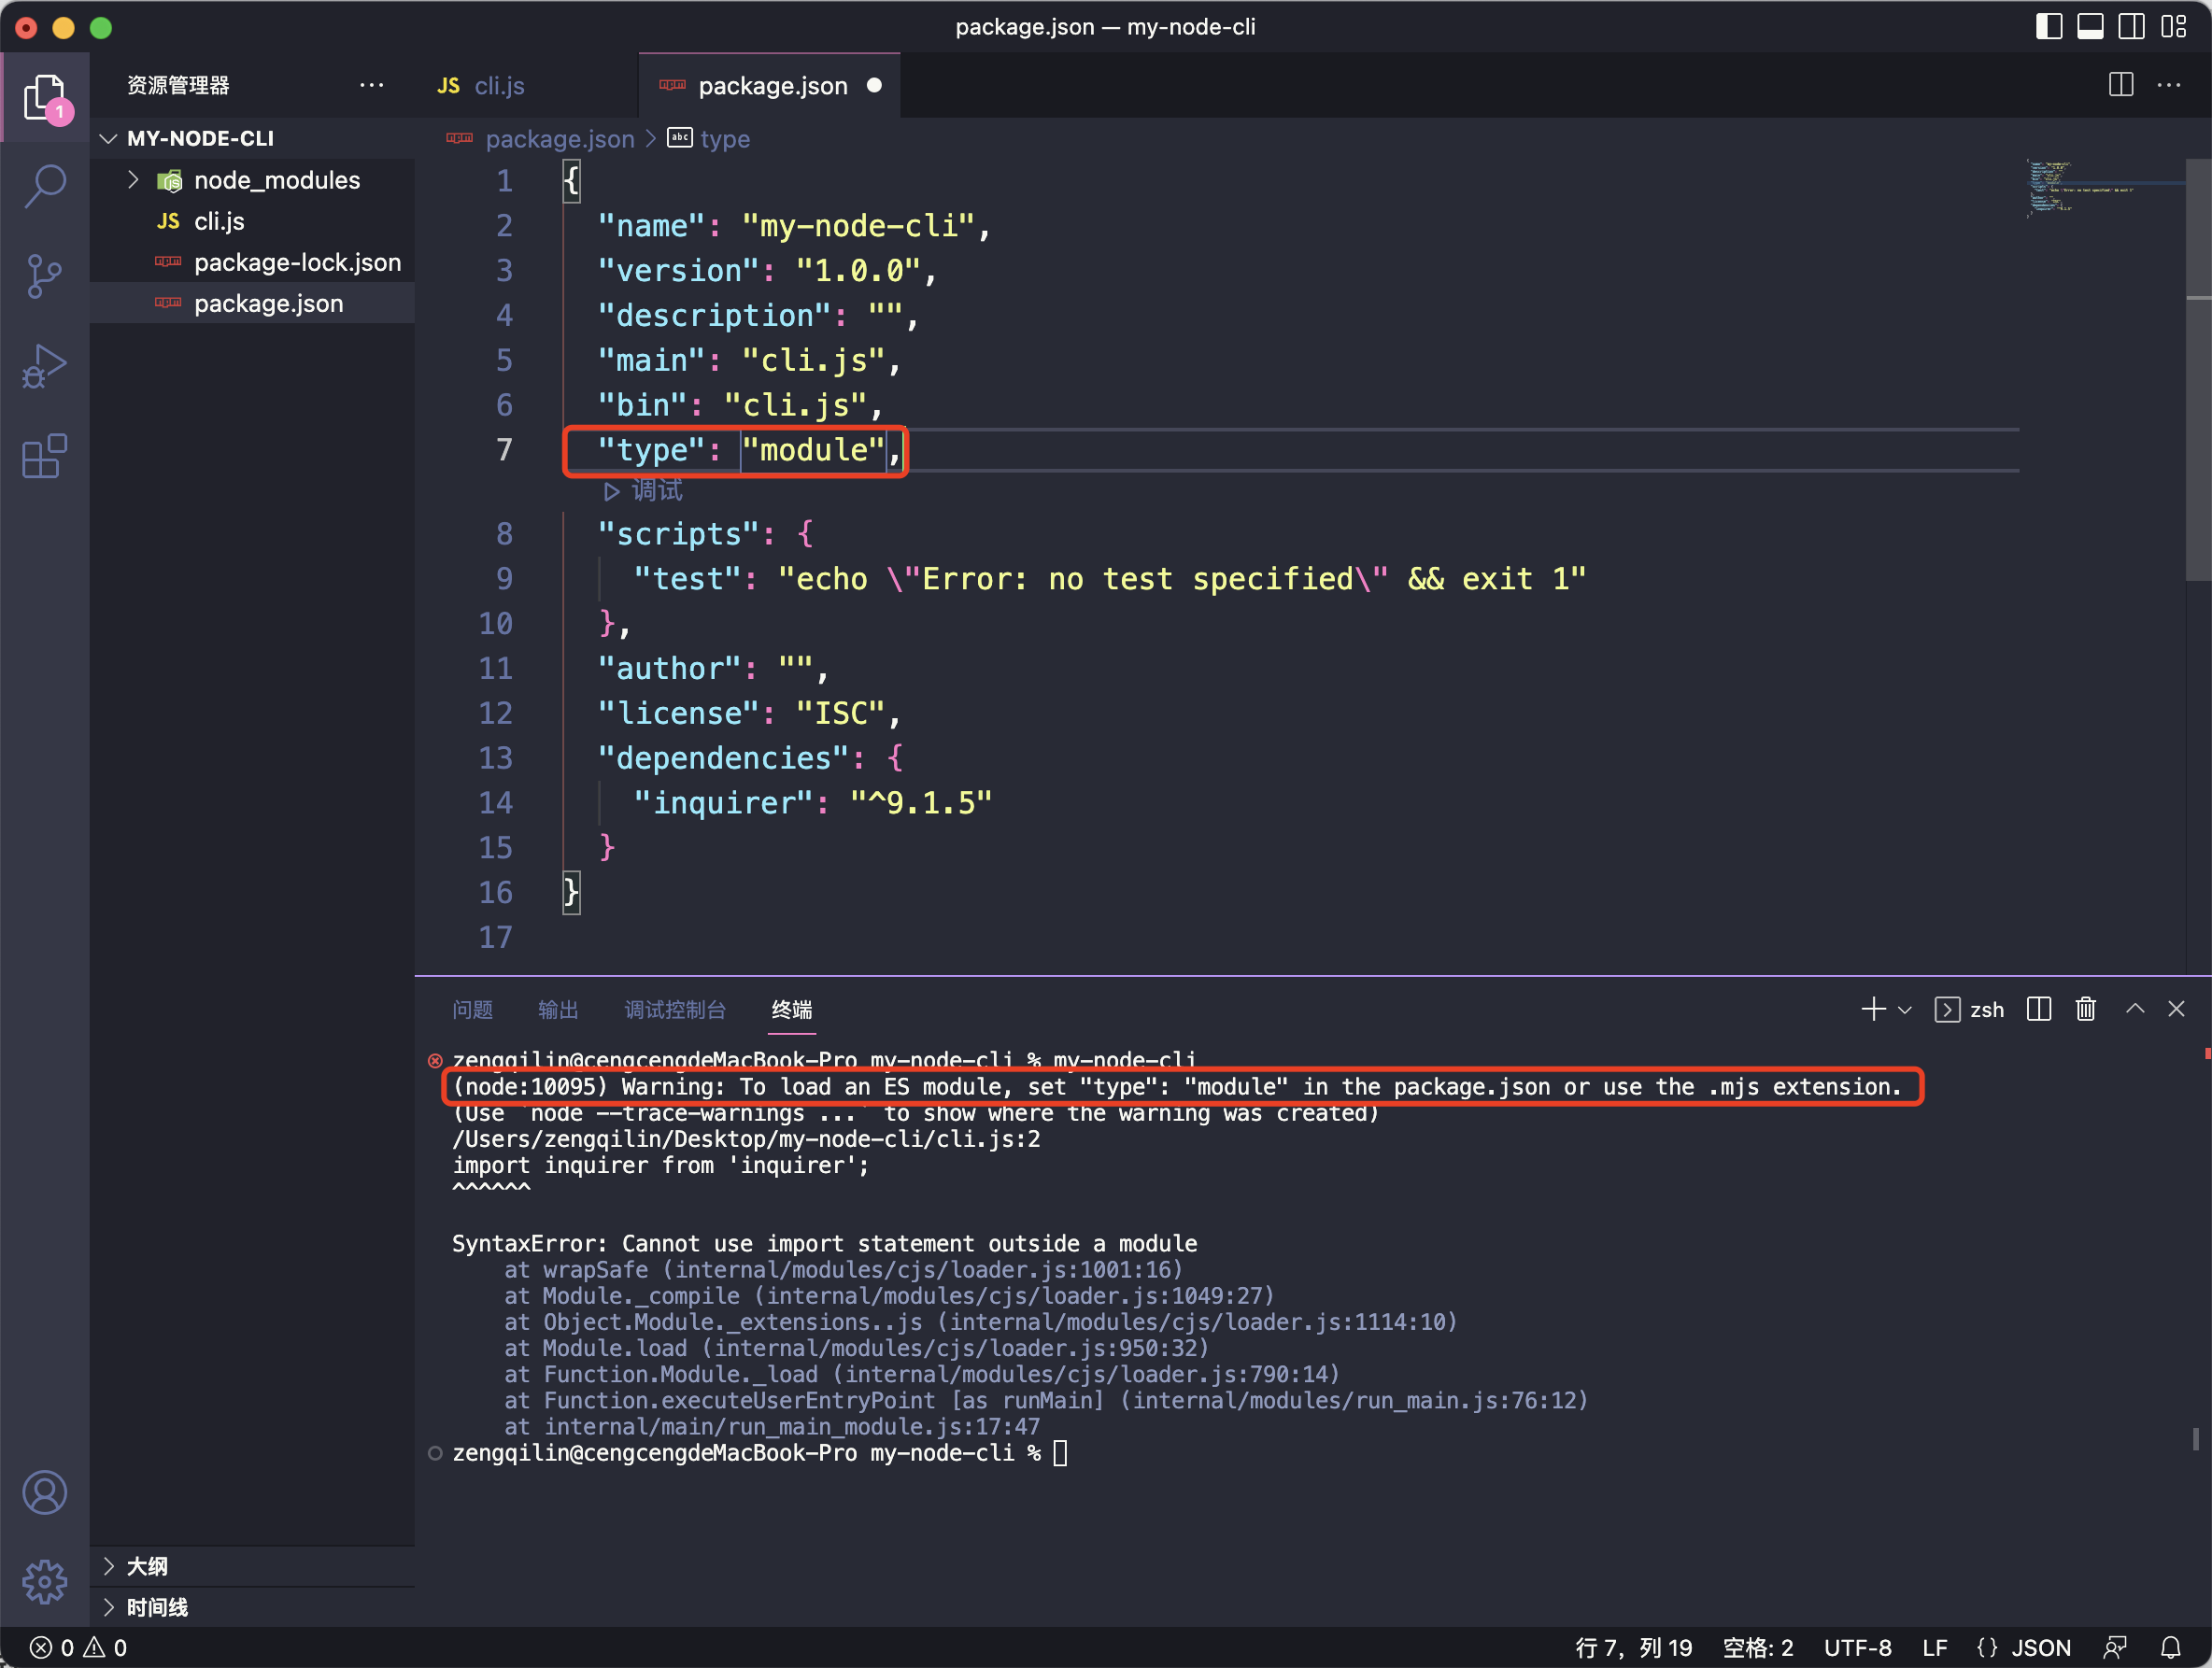 package.json — my-node-cli
资源管理器
1
MY-NODE-CLI
node_modules
JS cli.js
package-lock.json
package.json
JS cli.js
package.json
package.json > abc type
1 {
2 "name": "my-node-cli",
3 "version": "1.0.0",
4 "description": "",
5 "main": "cli.js",
6 "bin": "cli.js",
7 "type": "module",
调试
8 "scripts": {
9 "test": "echo \"Error: no test specified\" && exit 1"
10 },
11 "author": "",
12 "license": "ISC",
13 "dependencies": {
14 "inquirer": "^9.1.5"
15 }
16 }
17
问题 输出 调试控制台 终端
zsh
zengqilin@cengcengdeMacBook-Pro my-node-cli % my-node-cli
(node:10095) Warning: To load an ES module, set "type": "module" in the package.json or use the .mjs extension.
(Use `node --trace-warnings ...` to show where the warning was created)
/Users/zengqilin/Desktop/my-node-cli/cli.js:2
import inquirer from 'inquirer';
^^^^^^
SyntaxError: Cannot use import statement outside a module
at wrapSafe (internal/modules/cjs/loader.js:1001:16)
at Module._compile (internal/modules/cjs/loader.js:1049:27)
at Object.Module._extensions..js (internal/modules/cjs/loader.js:1114:10)
at Module.load (internal/modules/cjs/loader.js:950:32)
at Function.Module._load (internal/modules/cjs/loader.js:790:14)
at Function.executeUserEntryPoint [as runMain] (internal/modules/run_main.js:76:12)
at internal/main/run_main_module.js:17:47
zengqilin@cengcengdeMacBook-Pro my-node-cli %
大纲
时间线
0 0
行 7，列 19 空格: 2 UTF-8 LF {} JSON